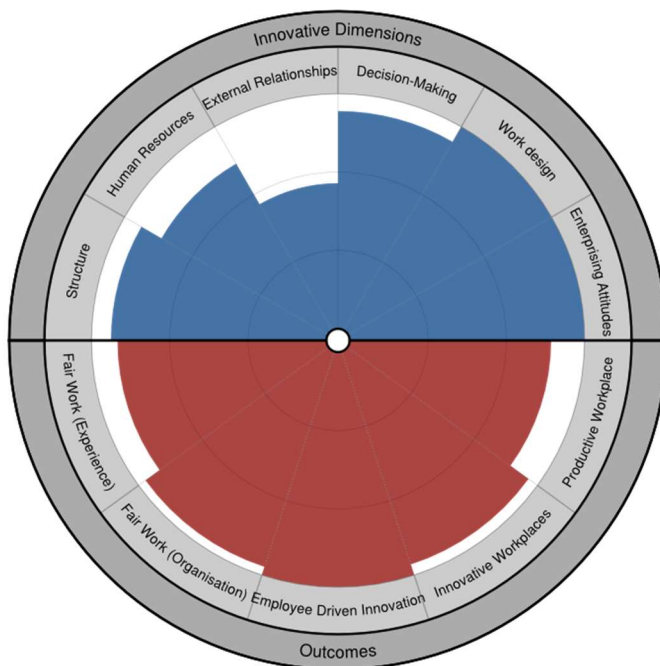 Innovative Dimensions
Structure
Human Resources
External Relationships
Decision-Making
Work design
Enterprising Attitudes
Fair Work (Experience)
Fair Work (Organisation)
Employee Driven Innovation
Innovative Workplaces
Productive Workplace
Outcomes